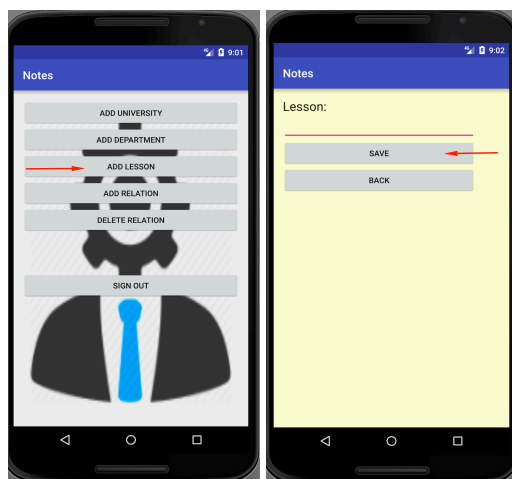 9:01
Notes
ADD UNIVERSITY
ADD DEPARTMENT
ADD LESSON
ADD RELATION
DELETE RELATION
SIGN OUT
9:02
Notes
Lesson:
SAVE
BACK